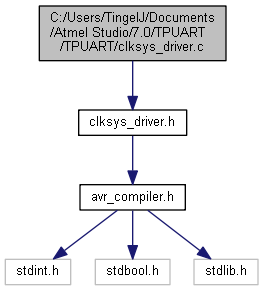 C:/Users/TingelJ/Documents
/Atmel Studio/7.0/TPUART
/TPUART/clksys_driver.c
clksys_driver.h
avr_compiler.h
stdint.h
stdbool.h
stdlib.h